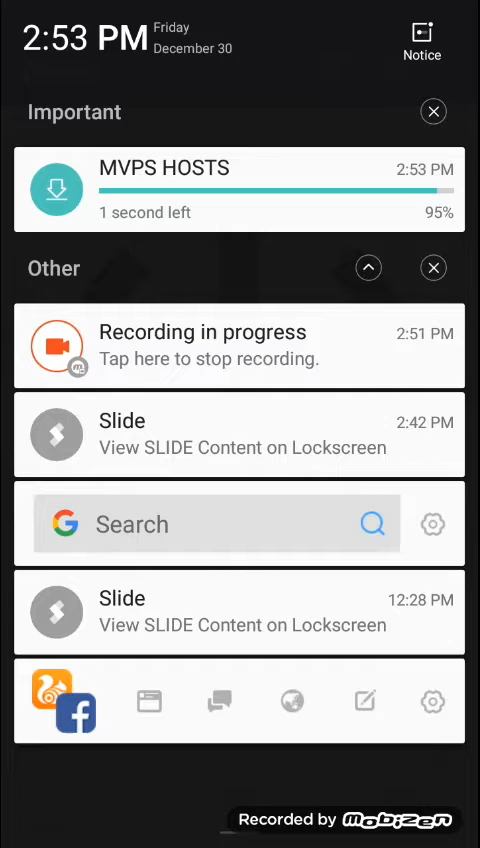 2:53 PM
Friday
December 30
Notice
Important
MVPS HOSTS
2:53 PM
1 second left
95%
Other
Recording in progress
2:51 PM
Tap here to stop recording.
Slide
2:42 PM
View SLIDE Content on Lockscreen
Search
Slide
12:28 PM
View SLIDE Content on Lockscreen
Recorded by Mobizen